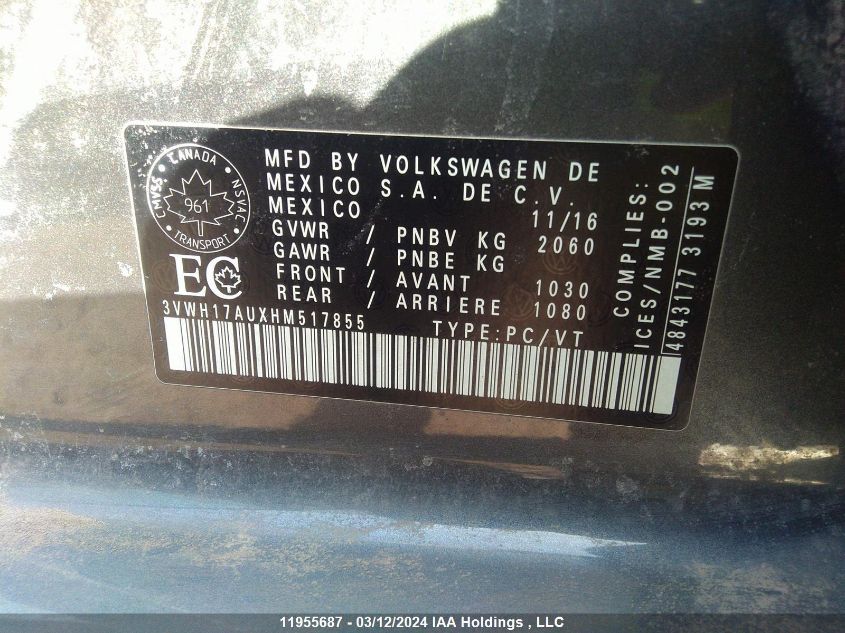 MFD BY VOLKSWAGEN DE
MEXICO S.A. DE C.V.
MEXICO 11/16
GVWR / PNBV KG 2060
GAWR / PNBE KG
FRONT / AVANT 1030
REAR / ARRIERE 1080
3VWH17AUXHM517855 TYPE:PC/VT
CANADA
CMVSS NSVAC
961
TRANSPORT
EC
COMPLIES:
ICES/NMB-002
4843177 3193 M
11955687 - 03/12/2024 IAA Holdings , LLC